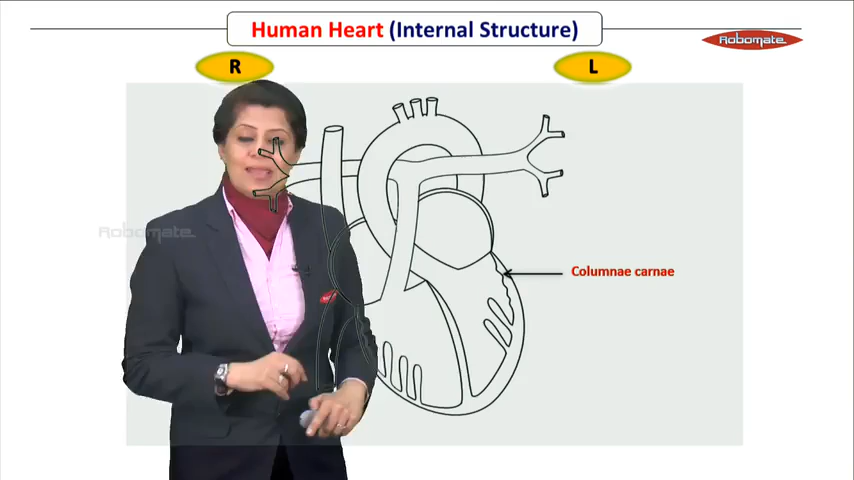 Human Heart (Internal Structure)
Robomate
R
L
Robomate
Columnae carnae